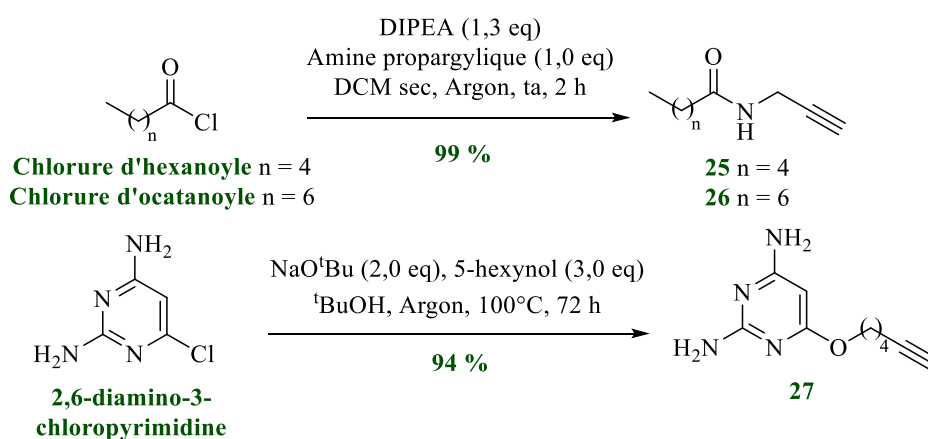 DIPEA (1,3 eq)
Amine propargylique (1,0 eq)
DCM sec, Argon, ta, 2 h
99 %
O
Cl
( )n
Chlorure d'hexanoyle n = 4
Chlorure d'ocatanoyle n = 6
O
N
H
( )n
25 n = 4
26 n = 6
NH2
N
H2N
N
Cl
2,6-diamino-3-
chloropyrimidine
NaOtBu (2,0 eq), 5-hexynol (3,0 eq)
tBuOH, Argon, 100°C, 72 h
94 %
NH2
N
H2N
N
O
( )4
27